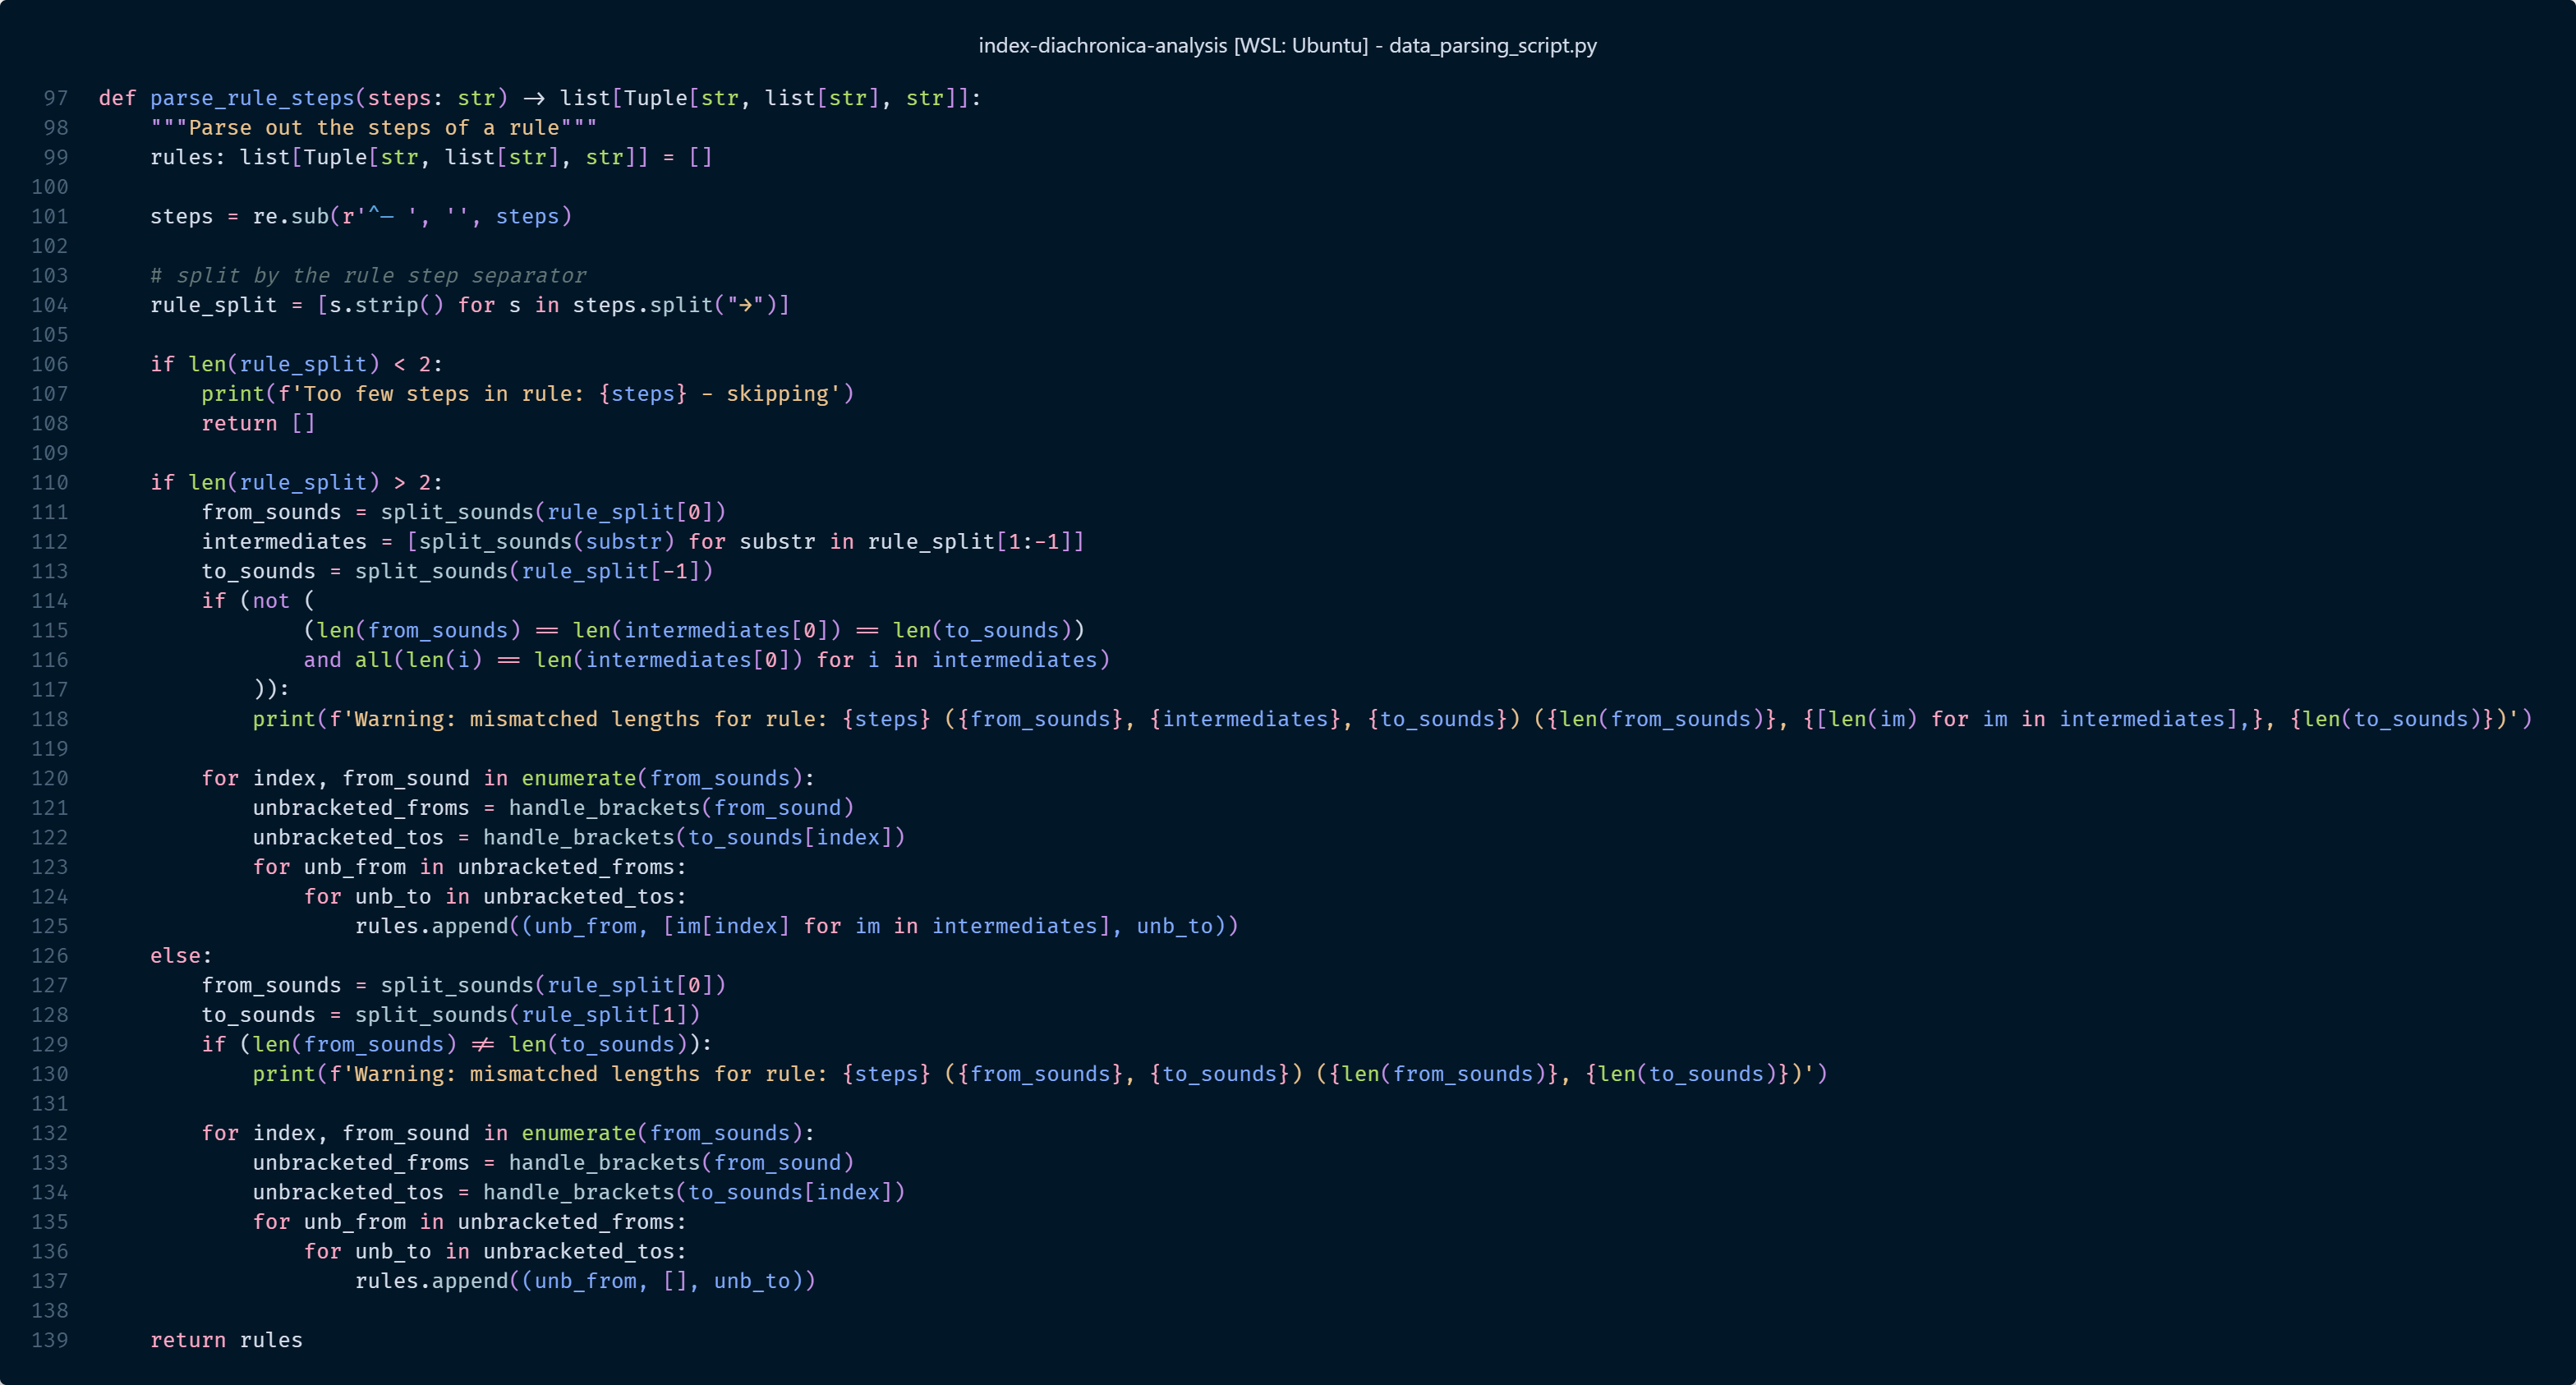 index-diachronica-analysis [WSL: Ubuntu] - data_parsing_script.py
97 def parse_rule_steps(steps: str) -> list[Tuple[str, list[str], str]]:
98     """Parse out the steps of a rule"""
99     rules: list[Tuple[str, list[str], str]] = []
100
101     steps = re.sub(r'^— ', '', steps)
102
103     # split by the rule step separator
104     rule_split = [s.strip() for s in steps.split("→")]
105
106     if len(rule_split) < 2:
107         print(f'Too few steps in rule: {steps} - skipping')
108         return []
109
110     if len(rule_split) > 2:
111         from_sounds = split_sounds(rule_split[0])
112         intermediates = [split_sounds(substr) for substr in rule_split[1:-1]]
113         to_sounds = split_sounds(rule_split[-1])
114         if (not (
115                 (len(from_sounds) == len(intermediates[0]) == len(to_sounds))
116                 and all(len(i) == len(intermediates[0]) for i in intermediates)
117             )):
118             print(f'Warning: mismatched lengths for rule: {steps} ({from_sounds}, {intermediates}, {to_sounds}) ({len(from_sounds)}, {[len(im) for im in intermediates],}, {len(to_sounds)})')
119
120         for index, from_sound in enumerate(from_sounds):
121             unbracketed_froms = handle_brackets(from_sound)
122             unbracketed_tos = handle_brackets(to_sounds[index])
123             for unb_from in unbracketed_froms:
124                 for unb_to in unbracketed_tos:
125                     rules.append((unb_from, [im[index] for im in intermediates], unb_to))
126     else:
127         from_sounds = split_sounds(rule_split[0])
128         to_sounds = split_sounds(rule_split[1])
129         if (len(from_sounds) != len(to_sounds)):
130             print(f'Warning: mismatched lengths for rule: {steps} ({from_sounds}, {to_sounds}) ({len(from_sounds)}, {len(to_sounds)})')
131
132         for index, from_sound in enumerate(from_sounds):
133             unbracketed_froms = handle_brackets(from_sound)
134             unbracketed_tos = handle_brackets(to_sounds[index])
135             for unb_from in unbracketed_froms:
136                 for unb_to in unbracketed_tos:
137                     rules.append((unb_from, [], unb_to))
138
139     return rules